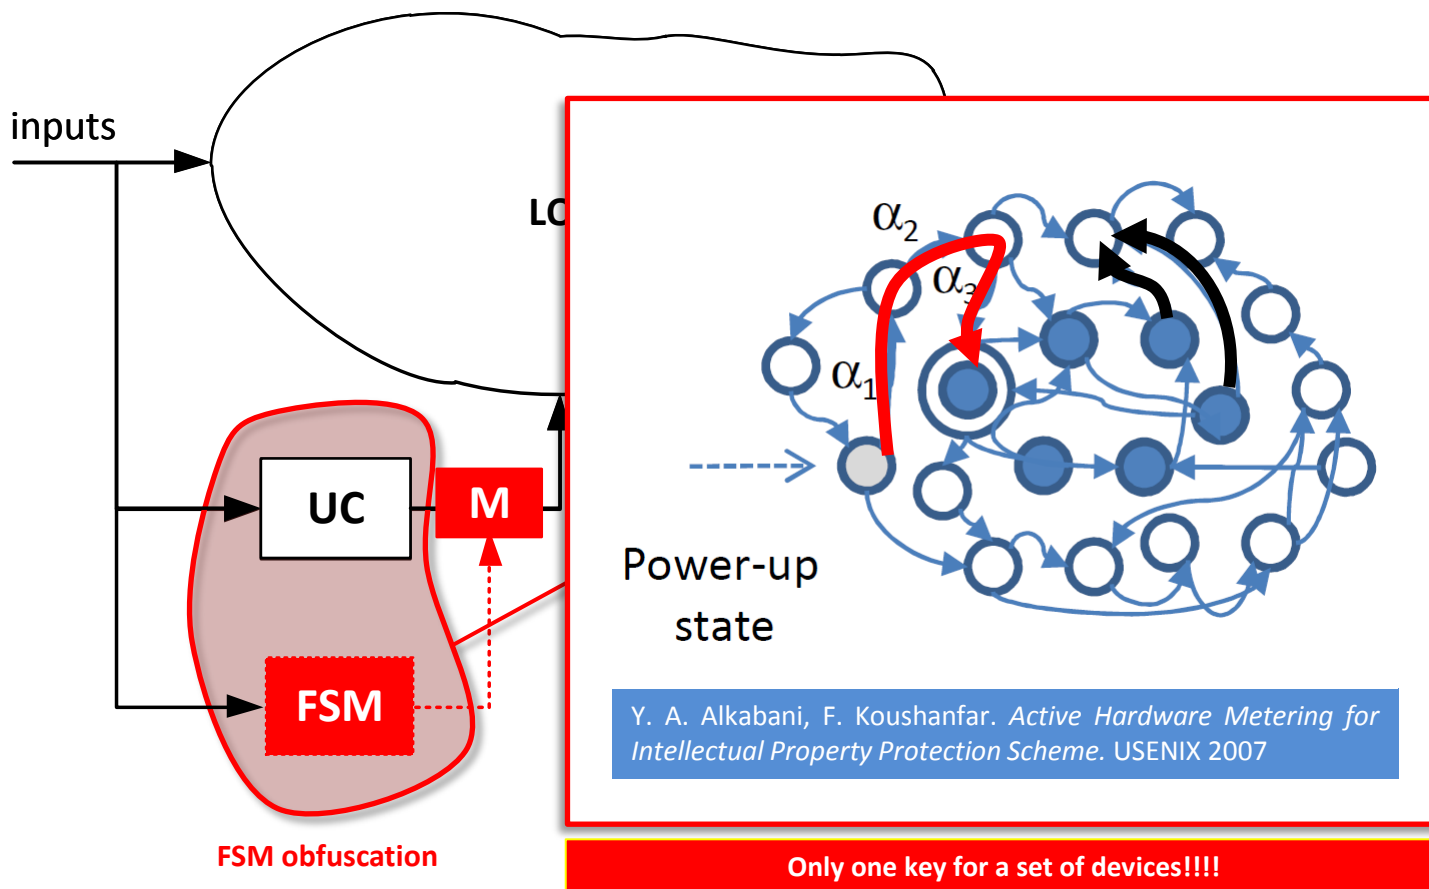 inputs
α2
LO
α3
α1
UC
M
Power-up
state
FSM
Y. A. Alkabani, F. Koushanfar. Active Hardware Metering for
Intellectual Property Protection Scheme. USENIX 2007
FSM obfuscation
Only one key for a set of devices!!!!